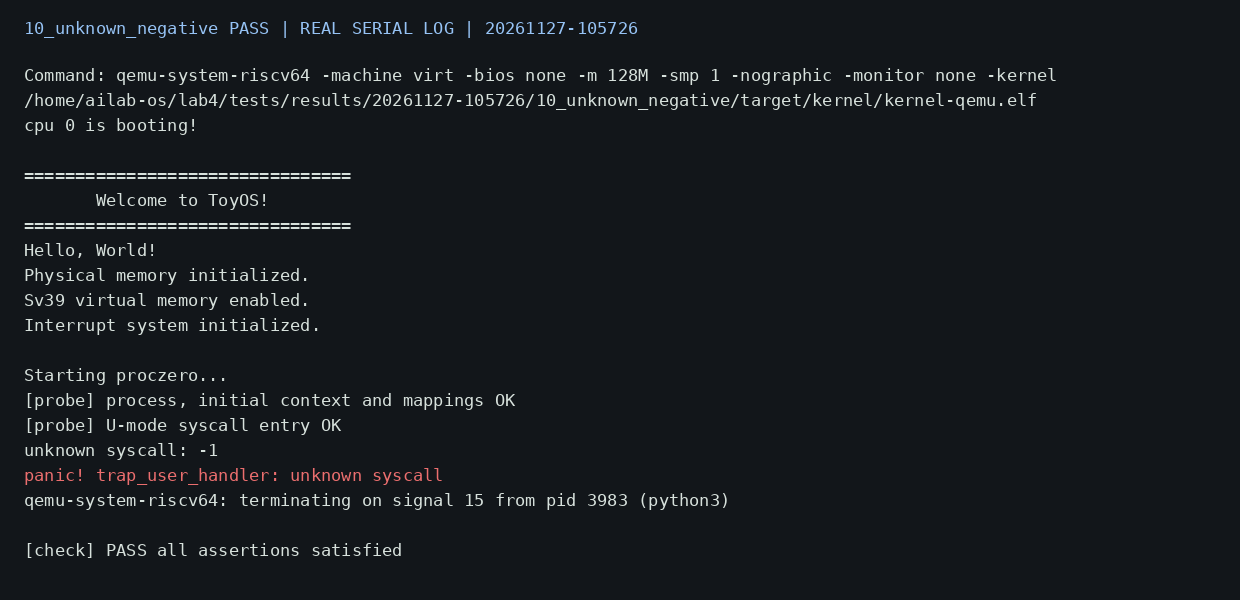 10_unknown_negative PASS | REAL SERIAL LOG | 20261127-105726
Command: qemu-system-riscv64 -machine virt -bios none -m 128M -smp 1 -nographic -monitor none -kernel
/home/ailab-os/lab4/tests/results/20261127-105726/10_unknown_negative/target/kernel/kernel-qemu.elf
cpu 0 is booting!
================================
Welcome to ToyOS!
================================
Hello, World!
Physical memory initialized.
Sv39 virtual memory enabled.
Interrupt system initialized.
Starting proczero...
[probe] process, initial context and mappings OK
[probe] U-mode syscall entry OK
unknown syscall: -1
panic! trap_user_handler: unknown syscall
qemu-system-riscv64: terminating on signal 15 from pid 3983 (python3)
[check] PASS all assertions satisfied